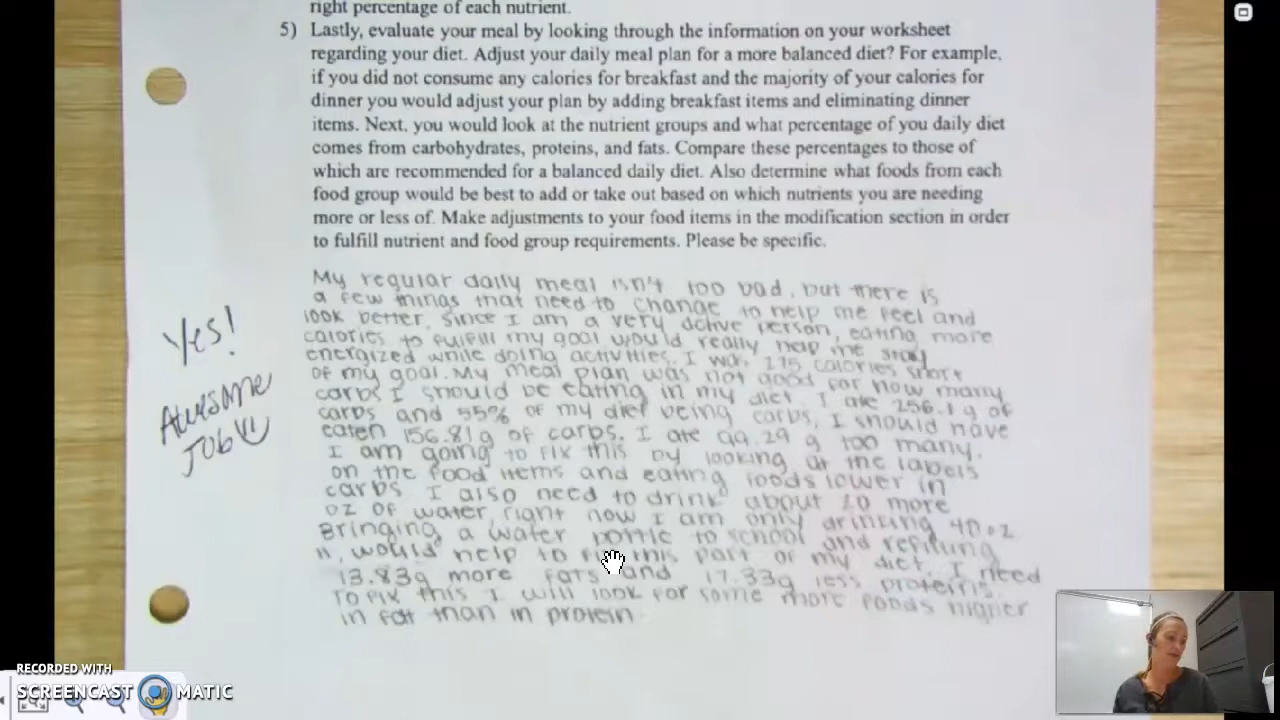 right percentage of each nutrient.
5) Lastly, evaluate your meal by looking through the information on your worksheet
regarding your diet. Adjust your daily meal plan for a more balanced diet? For example,
if you did not consume any calories for breakfast and the majority of your calories for
dinner you would adjust your plan by adding breakfast items and eliminating dinner
items. Next, you would look at the nutrient groups and what percentage of you daily diet
comes from carbohydrates, proteins, and fats. Compare these percentages to those of
which are recommended for a balanced daily diet. Also determine what foods from each
food group would be best to add or take out based on which nutrients you are needing
more or less of. Make adjustments to your food items in the modification section in order
to fulfill nutrient and food group requirements. Please be specific.
My regular daily meal isn't too bad, but there is
a few things that need to change to help me feel and
look better. Since I am a very active person, eating more
calories to fulfill my goal would really help me stay
energized while doing activities. I was 275 calories short
of my goal. My meal plan was not good for how many
carbs I should be eating in my diet. I ate 256.1 g of
carbs and 55% of my diet being carbs, I should have
eaten 156.81g of carbs. I ate 99.29 g too many.
I am going to fix this by looking at the labels
on the food items and eating foods lower in
carbs. I also need to drink about 20 more
oz of water, right now I am only drinking 40 oz
Bringing a water bottle to school and refilling
it, would help to fix this part of my diet. I need
13.83g more fats and 17.33g less proteins.
To fix this I will look for some more foods higher
in fat than in protein.
Yes!
Awesome
Job
RECORDED WITH
SCREENCAST MATIC